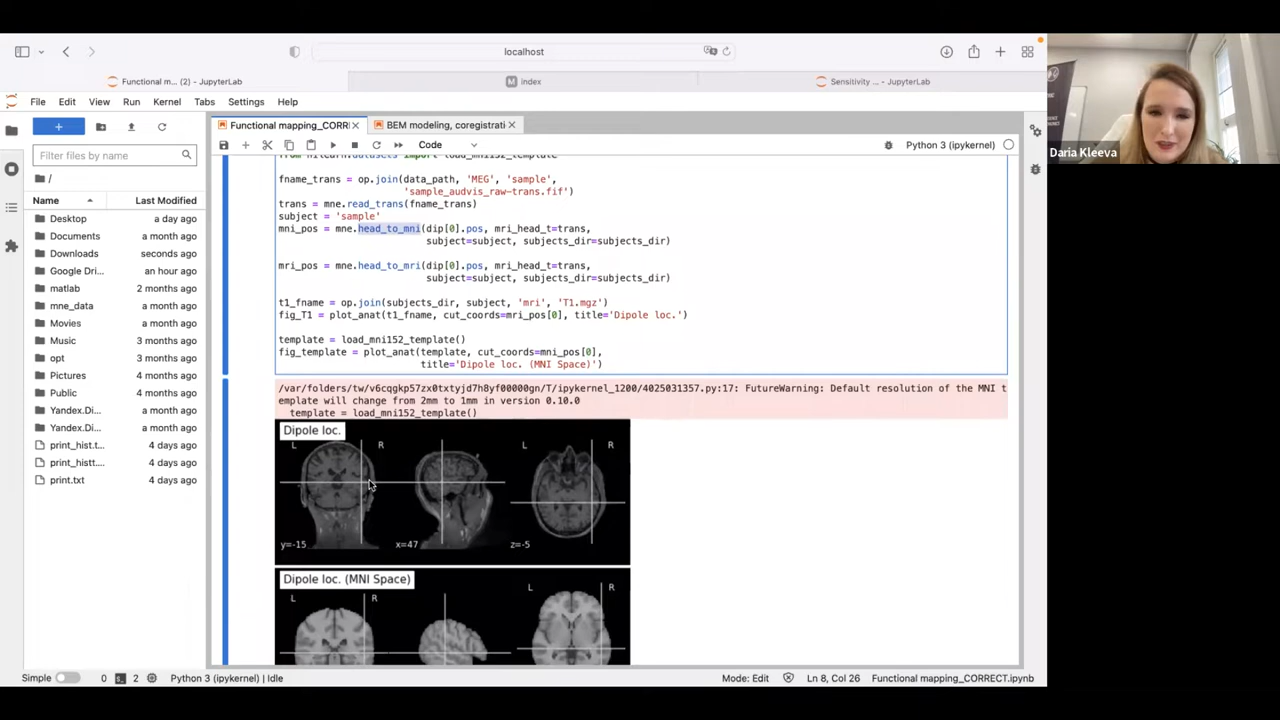 localhost
Functional m... (2) - JupyterLab
index
Sensitivity ... - JupyterLab
File Edit View Run Kernel Tabs Settings Help
Functional mapping_CORR
BEM modeling, coregistrati
Code
Python 3 (ipykernel)
Filter files by name
/
Name Last Modified
Desktop a day ago
Documents a month ago
Downloads seconds ago
Google Dri... an hour ago
matlab 2 months ago
mne_data a month ago
Movies a month ago
Music 3 months ago
opt a month ago
Pictures 4 months ago
Public 4 months ago
Yandex.Di... a month ago
Yandex.Di... a month ago
print_hist.t... 4 days ago
print_histt.... 4 days ago
print.txt 4 days ago
from nilearn.datasets import load_mni152_template
fname_trans = op.join(data_path, 'MEG', 'sample',
'sample_audvis_raw-trans.fif')
trans = mne.read_trans(fname_trans)
subject = 'sample'
mni_pos = mne.head_to_mni(dip[0].pos, mri_head_t=trans,
subject=subject, subjects_dir=subjects_dir)
mri_pos = mne.head_to_mri(dip[0].pos, mri_head_t=trans,
subject=subject, subjects_dir=subjects_dir)
t1_fname = op.join(subjects_dir, subject, 'mri', 'T1.mgz')
fig_T1 = plot_anat(t1_fname, cut_coords=mri_pos[0], title='Dipole loc.')
template = load_mni152_template()
fig_template = plot_anat(template, cut_coords=mni_pos[0],
title='Dipole loc. (MNI Space)')
/var/folders/tw/v6cqgkp57zx0txtyjd7h8yf00000gn/T/ipykernel_1200/4025031357.py:17: FutureWarning: Default resolution of the MNI t
emplate will change from 2mm to 1mm in version 0.10.0
template = load_mni152_template()
Dipole loc.
L R L R
y=-15 x=47 z=-5
Dipole loc. (MNI Space)
L R L R
Simple 0 2 Python 3 (ipykernel) | Idle
Mode: Edit Ln 8, Col 26 Functional mapping_CORRECT.ipynb
Daria Kleeva